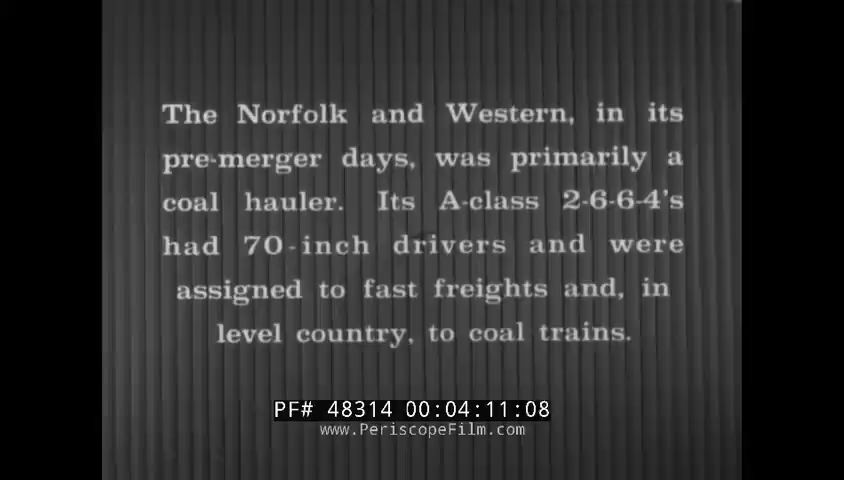 The Norfolk and Western, in its
pre-merger days, was primarily a
coal hauler. Its A-class 2-6-6-4's
had 70-inch drivers and were
assigned to fast freights and, in
level country, to coal trains.
PF# 48314 00:04:11:08
www.PeriscopeFilm.com